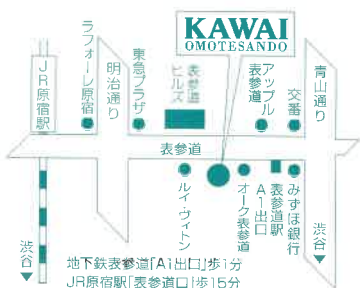 KAWAI
OMOTESANDO
JR原宿駅
ラフォーレ原宿
明治通り
東急プラザ
表参道
ヒルズ
アップル
表参道
交番
青山通り
表参道
ルイ・ヴィトン
オーク表参道
表参道駅
A1出口
みずほ銀行
渋谷▼
渋谷▼
地下鉄表参道「A1出口」歩1分
JR原宿駅「表参道口」歩15分